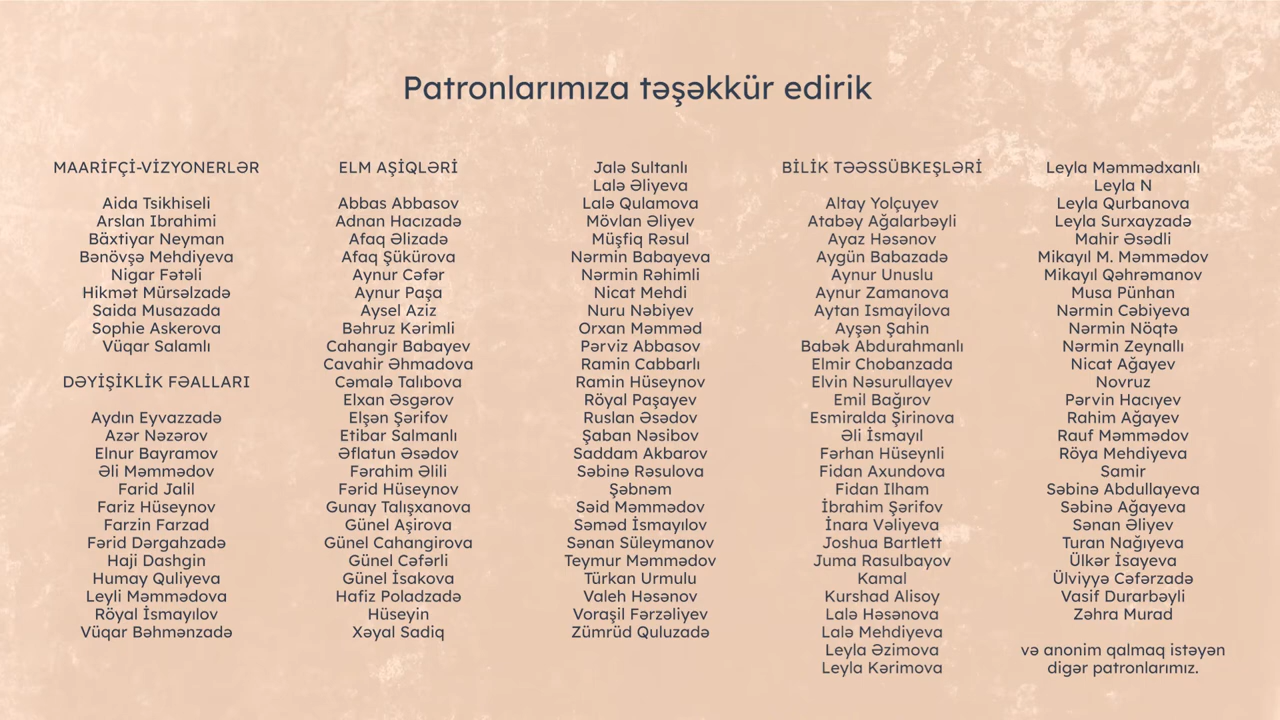 Patronlarımıza təşəkkür edirik
MAARİFÇİ-VİZYONERLƏR
Aida Tsikhiseli
Arslan Ibrahimi
Bäxtiyar Neyman
Bənövşə Mehdiyeva
Nigar Fətəli
Hikmət Mürsəlzadə
Saida Musazada
Sophie Askerova
Vüqar Salamlı
DƏYİŞİKLİK FƏALLARI
Aydın Eyvazzadə
Azər Nəzərov
Elnur Bayramov
Əli Məmmədov
Farid Jalil
Fariz Hüseynov
Farzin Farzad
Fərid Dərgahzadə
Haji Dashgin
Humay Quliyeva
Leyli Məmmədova
Röyal İsmayılov
Vüqar Bəhmənzadə
ELM AŞİQLƏRİ
Abbas Abbasov
Adnan Hacızadə
Afaq Əlizadə
Afaq Şükürova
Aynur Cəfər
Aynur Paşa
Aysel Aziz
Bəhruz Kərimli
Cahangir Babayev
Cavahir Əhmadova
Cəmalə Talıbova
Elxan Əsgərov
Elşən Şərifov
Etibar Salmanlı
Əflatun Əsədov
Fərahim Əlili
Fərid Hüseynov
Gunay Talışxanova
Günel Aşirova
Günel Cahangirova
Günel Cəfərli
Günel İsakova
Hafiz Poladzadə
Hüseyin
Xəyal Sadiq
Jalə Sultanlı
Lalə Əliyeva
Lalə Qulamova
Mövlan Əliyev
Müşfiq Rəsul
Nərmin Babayeva
Nərmin Rəhimli
Nicat Mehdi
Nuru Nəbiyev
Orxan Məmməd
Pərviz Abbasov
Ramin Cabbarlı
Ramin Hüseynov
Röyal Paşayev
Ruslan Əsədov
Şaban Nəsibov
Saddam Akbarov
Səbinə Rəsulova
Şəbnəm
Səid Məmmədov
Səməd İsmayılov
Sənan Süleymanov
Teymur Məmmədov
Türkan Urmulu
Valeh Həsənov
Voraşil Fərzəliyev
Zümrüd Quluzadə
BİLİK TƏƏSSÜBKEŞLƏRİ
Altay Yolçuyev
Atabəy Ağalarbəyli
Ayaz Həsənov
Aygün Babazadə
Aynur Unuslu
Aynur Zamanova
Aytan Ismayilova
Ayşən Şahin
Babək Abdurahmanlı
Elmir Chobanzada
Elvin Nəsurullayev
Emil Bağırov
Esmiralda Şirinova
Əli İsmayıl
Fərhan Hüseynli
Fidan Axundova
Fidan Ilham
İbrahim Şərifov
İnara Vəliyeva
Joshua Bartlett
Juma Rasulbayov
Kamal
Kurshad Alisoy
Lalə Həsənova
Lalə Mehdiyeva
Leyla Əzimova
Leyla Kərimova
Leyla Məmmədxanlı
Leyla N
Leyla Qurbanova
Leyla Surxayzadə
Mahir Əsədli
Mikayıl M. Məmmədov
Mikayıl Qəhrəmanov
Musa Pünhan
Nərmin Cəbiyeva
Nərmin Nöqtə
Nərmin Zeynallı
Nicat Ağayev
Novruz
Pərvin Hacıyev
Rahim Ağayev
Rauf Məmmədov
Röya Mehdiyeva
Samir
Səbinə Abdullayeva
Səbinə Ağayeva
Sənan Əliyev
Turan Nağıyeva
Ülkər İsayeva
Ülviyyə Cəfərzadə
Vasif Durarbəyli
Zəhra Murad
və anonim qalmaq istəyən
digər patronlarımız.